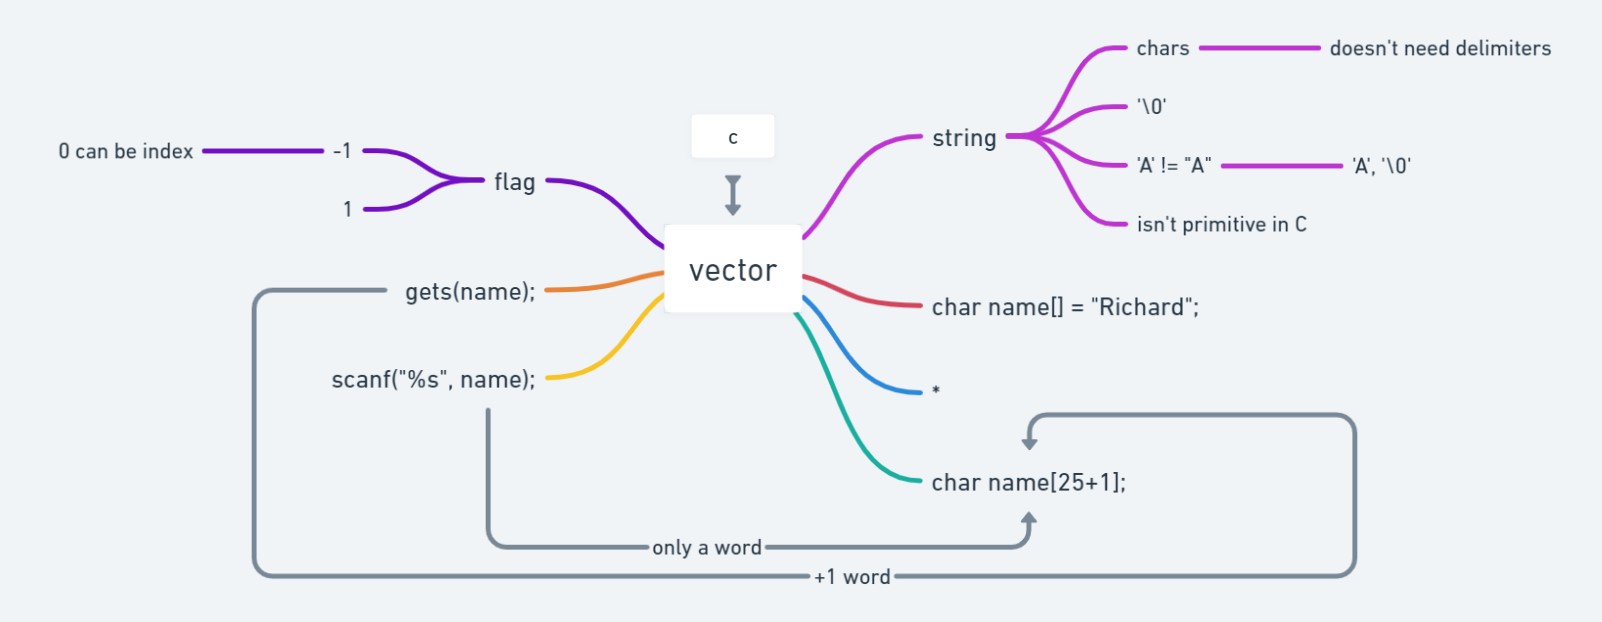 chars
doesn't need delimiters
'\0'
c
string
0 can be index
-1
'A' != "A"
'A', '\0'
flag
1
isn't primitive in C
vector
gets(name);
char name[] = "Richard";
scanf("%s", name);
*
char name[25+1];
only a word
+1 word